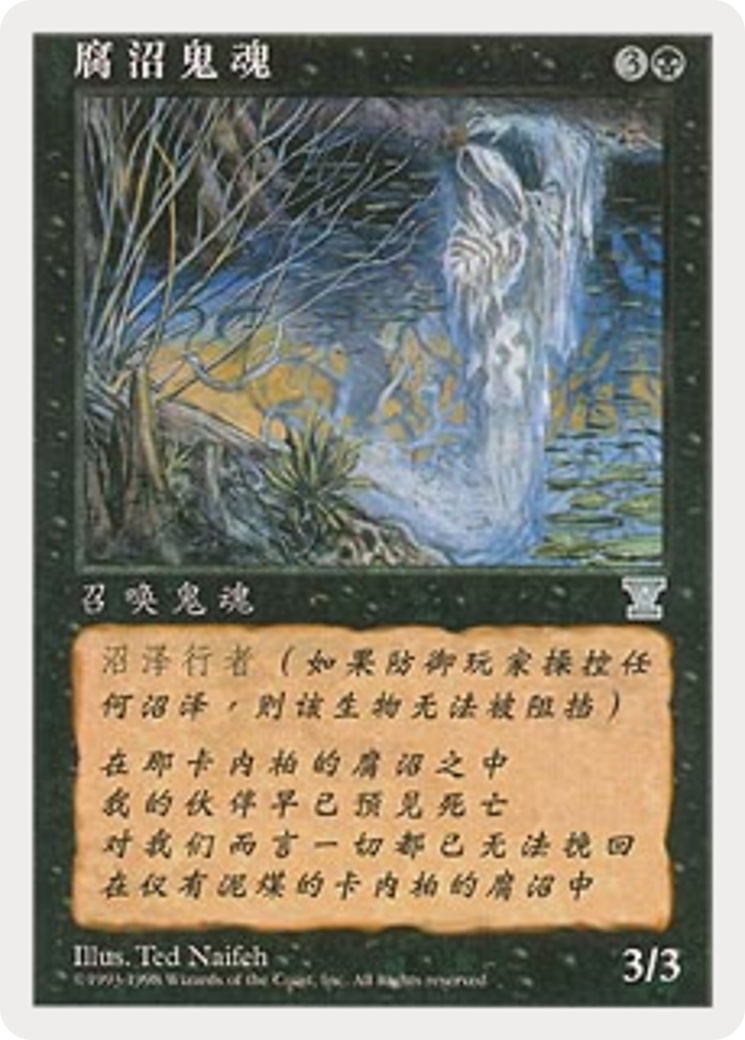 腐沼鬼魂 3
召唤鬼魂
沼泽行者（如果防御玩家操控任
何沼泽，则该生物无法被阻挡）
在那卡内柏的腐沼之中
我的伙伴早已预见死亡
对我们而言一切都已无法挽回
在仅有泥煤的卡内柏的腐沼中
Illus. Ted Naifeh
©1993-1998 Wizards of the Coast, Inc. All rights reserved
3/3